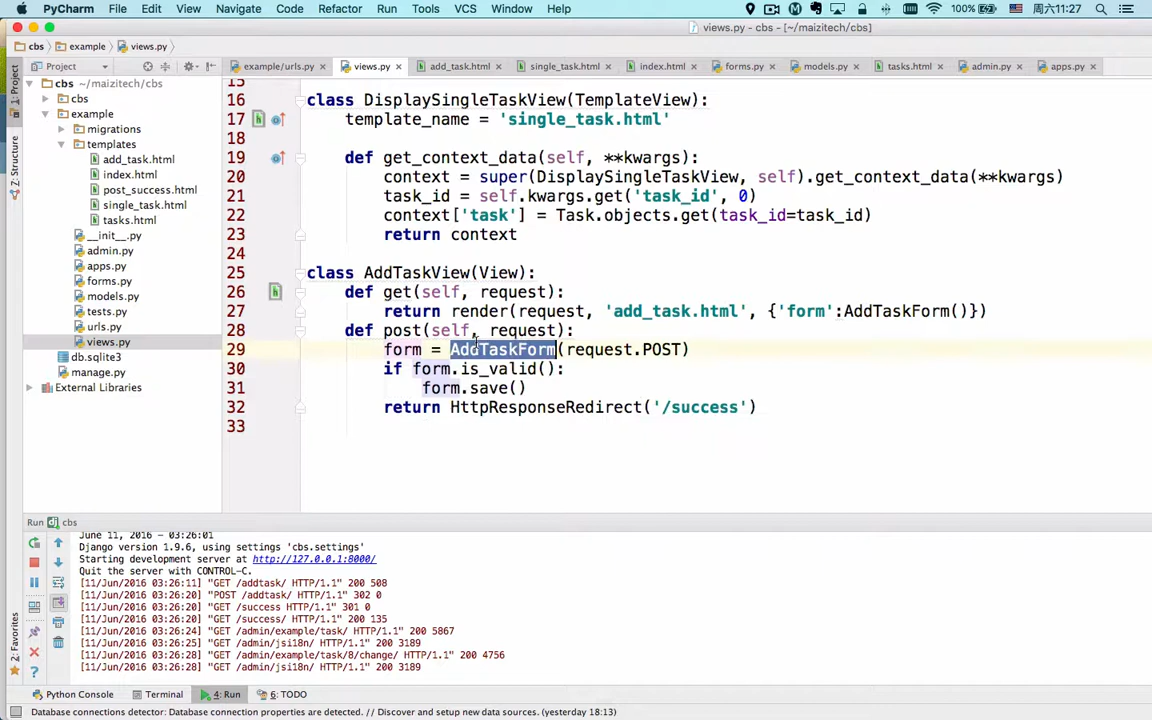 PyCharm File Edit View Navigate Code Refactor Run Tools VCS Window Help 100% 周六11:27
views.py - cbs - [~/maizitech/cbs]
cbs example views.py
Project example/urls.py views.py add_task.html single_task.html index.html forms.py models.py tasks.html admin.py apps.py
1: Project
Z: Structure
2: Favorites
cbs ~/maizitech/cbs
cbs
example
migrations
templates
add_task.html
index.html
post_success.html
single_task.html
tasks.html
__init__.py
admin.py
apps.py
forms.py
models.py
tests.py
urls.py
views.py
db.sqlite3
manage.py
External Libraries
15
16 class DisplaySingleTaskView(TemplateView):
17 template_name = 'single_task.html'
18
19 def get_context_data(self, **kwargs):
20 context = super(DisplaySingleTaskView, self).get_context_data(**kwargs)
21 task_id = self.kwargs.get('task_id', 0)
22 context['task'] = Task.objects.get(task_id=task_id)
23 return context
24
25 class AddTaskView(View):
26 def get(self, request):
27 return render(request, 'add_task.html', {'form':AddTaskForm()})
28 def post(self, request):
29 form = AddTaskForm(request.POST)
30 if form.is_valid():
31 form.save()
32 return HttpResponseRedirect('/success')
33
Run cbs
June 11, 2016 - 03:26:01
Django version 1.9.6, using settings 'cbs.settings'
Starting development server at http://127.0.0.1:8000/
Quit the server with CONTROL-C.
[11/Jun/2016 03:26:11] "GET /addtask/ HTTP/1.1" 200 508
[11/Jun/2016 03:26:20] "POST /addtask/ HTTP/1.1" 302 0
[11/Jun/2016 03:26:20] "GET /success HTTP/1.1" 301 0
[11/Jun/2016 03:26:20] "GET /success/ HTTP/1.1" 200 135
[11/Jun/2016 03:26:24] "GET /admin/example/task/ HTTP/1.1" 200 5867
[11/Jun/2016 03:26:25] "GET /admin/jsi18n/ HTTP/1.1" 200 3189
[11/Jun/2016 03:26:28] "GET /admin/example/task/8/change/ HTTP/1.1" 200 4756
[11/Jun/2016 03:26:28] "GET /admin/jsi18n/ HTTP/1.1" 200 3189
Python Console Terminal 4: Run 6: TODO
Database connections detector: Database connection properties are detected. // Discover and setup new data sources. (yesterday 18:13)